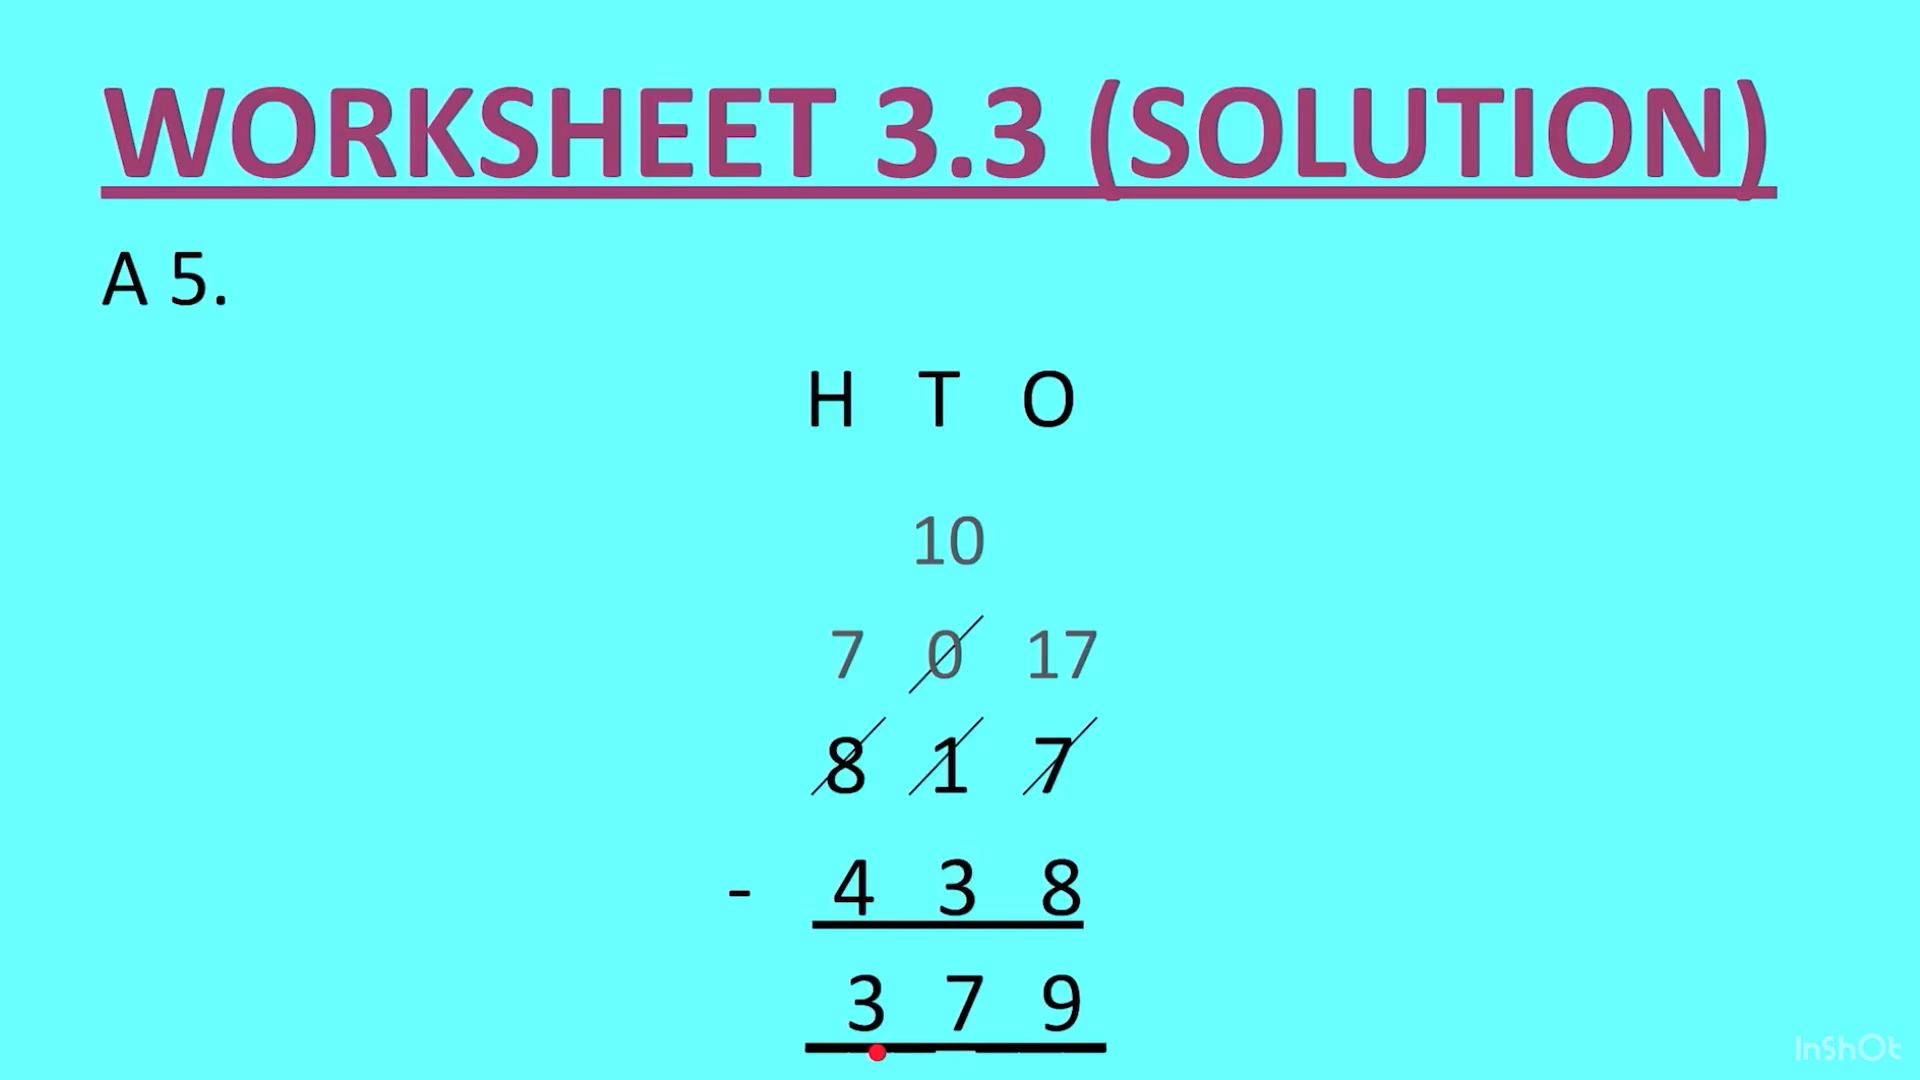 WORKSHEET 3.3 (SOLUTION)
A 5.
H T O
10
7 0 17
8 1 7
- 4 3 8
3 7 9
InShOt